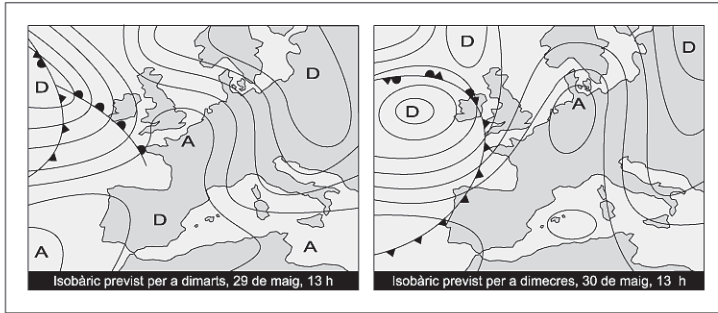 D
D
A
D
A
A
Isobàric previst per a dimarts, 29 de maig, 13 h
D
D
D
A
Isobàric previst per a dimecres, 30 de maig, 13 h